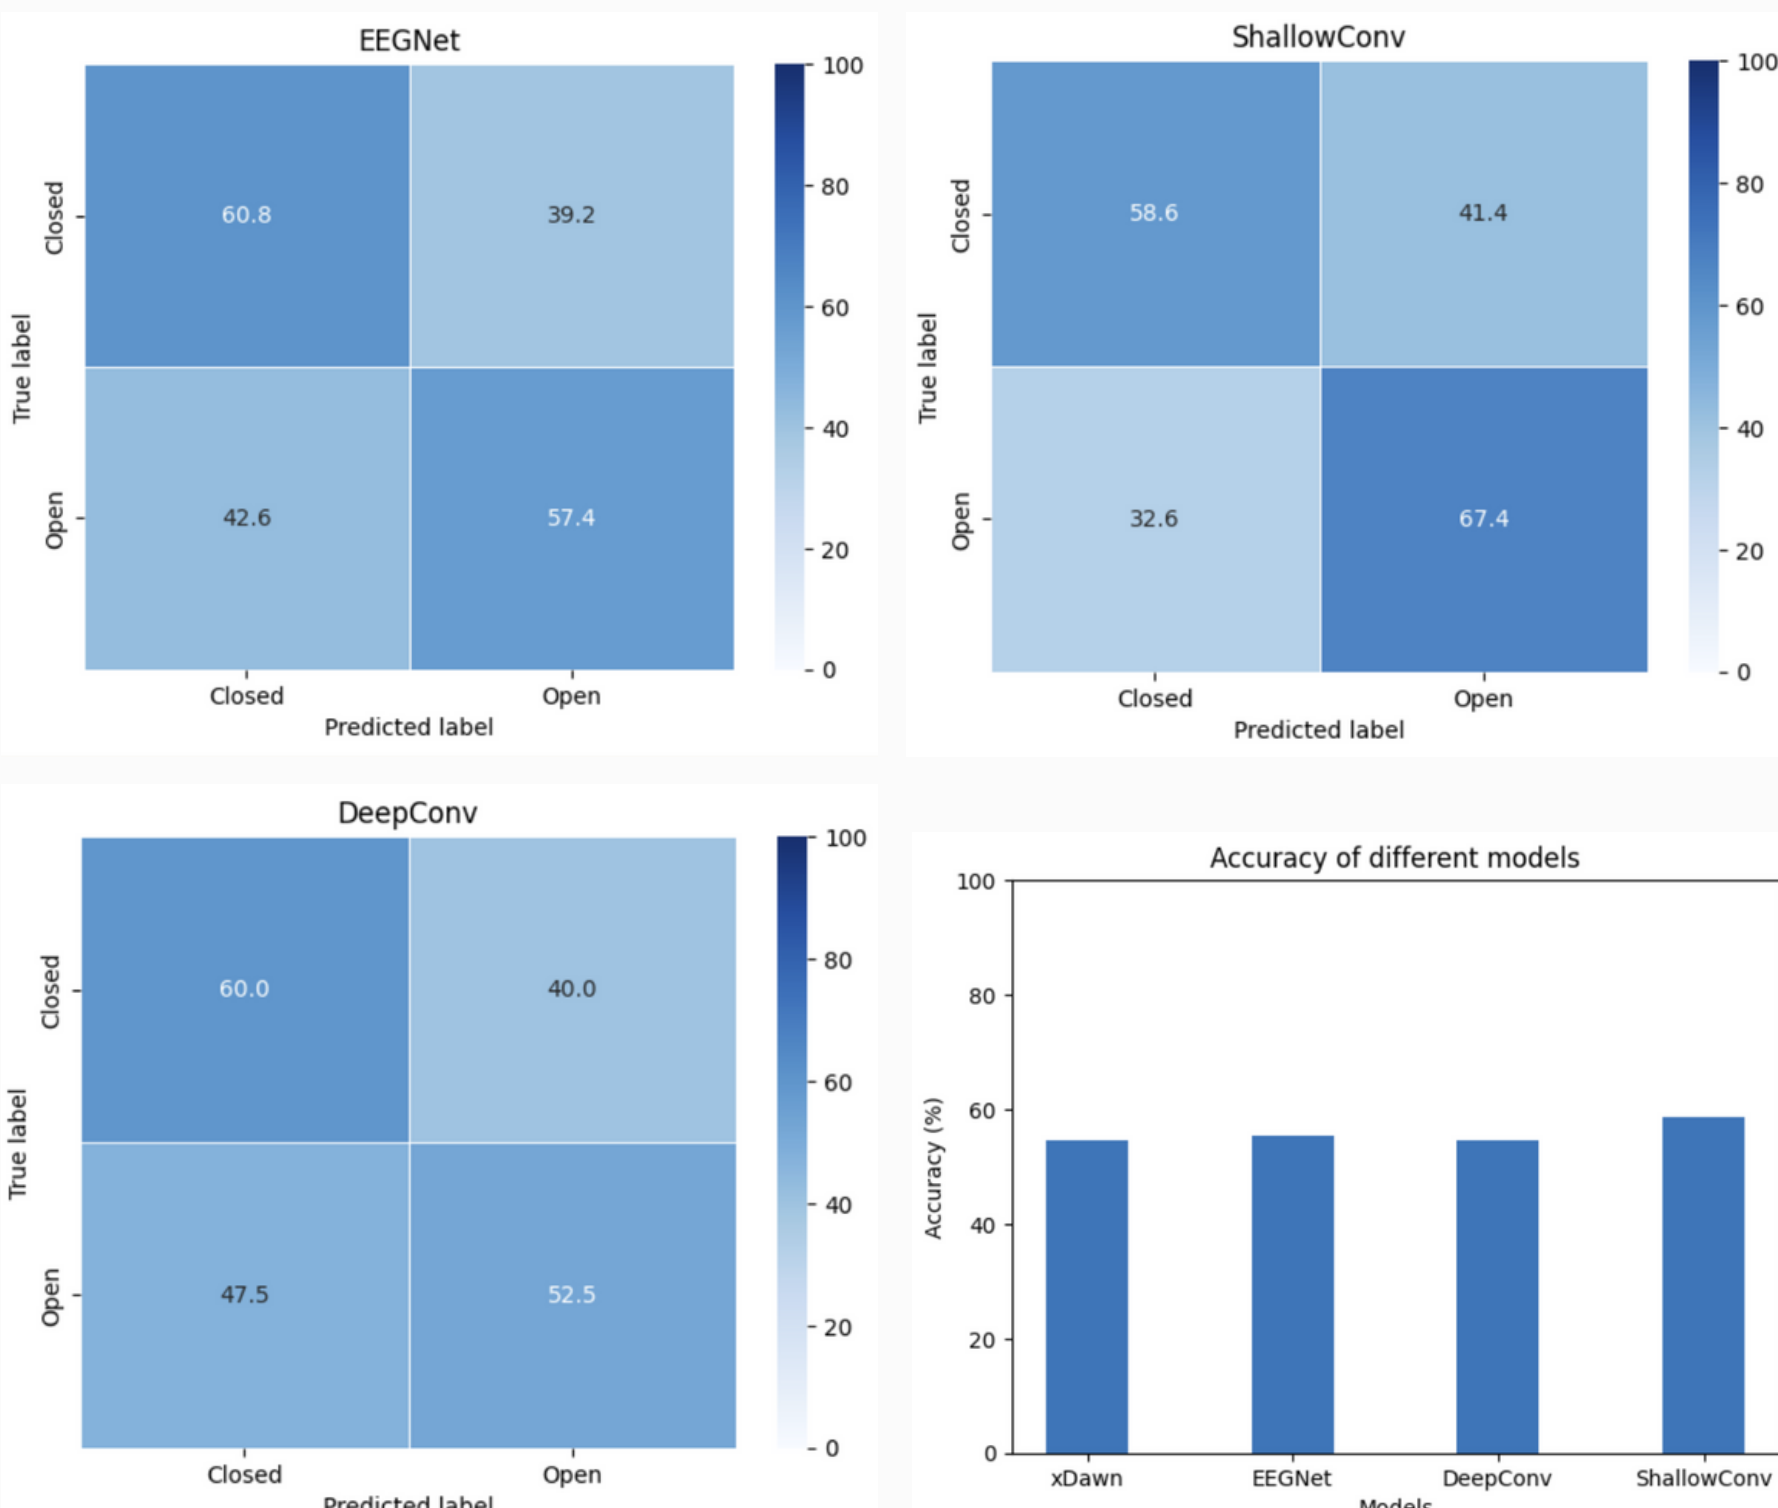 EEGNet
100
80
60
40
20
0
True label
Closed
Open
60.8 39.2
42.6 57.4
Closed Open
Predicted label
ShallowConv
100
80
60
40
20
0
True label
Closed
Open
58.6 41.4
32.6 67.4
Closed Open
Predicted label
DeepConv
100
80
60
40
20
0
True label
Closed
Open
60.0 40.0
47.5 52.5
Closed Open
Predicted label
Accuracy of different models
100
80
60
40
20
0
Accuracy (%)
xDawn EEGNet DeepConv ShallowConv
Models